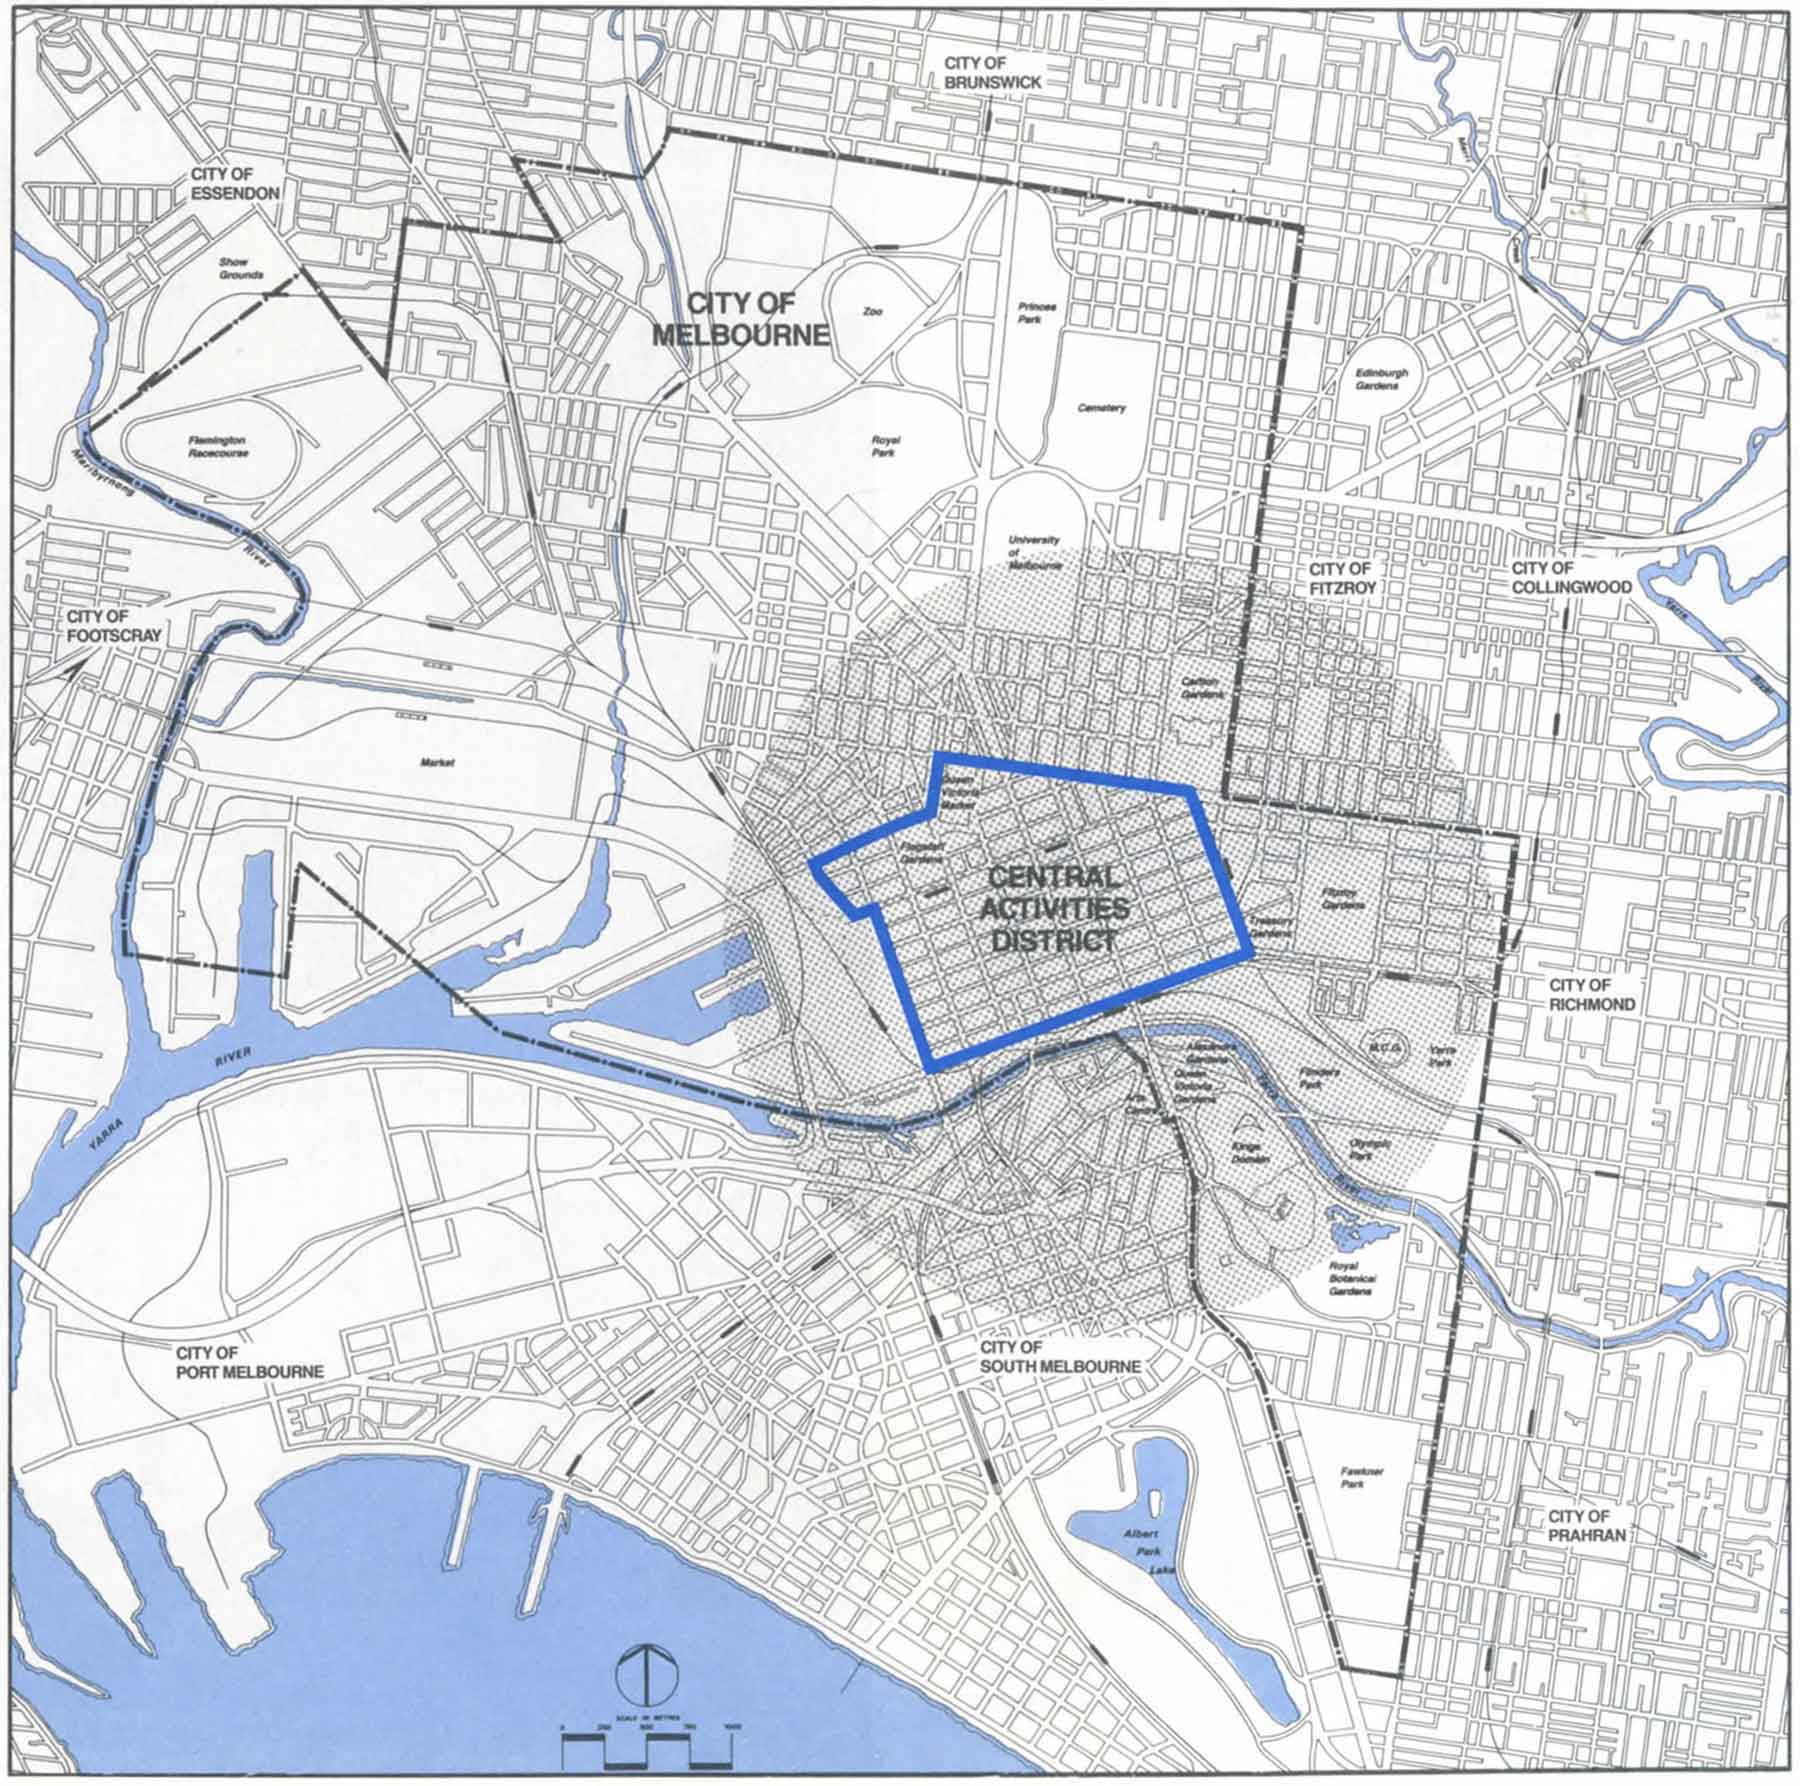 CITY OF
BRUNSWICK
CITY OF
ESSENDON
Merri
Creek
Show
Grounds
CITY OF
MELBOURNE
Zoo
Princes
Park
Edinburgh
Gardens
Cemetery
Flemington
Racecourse
Royal
Park
Maribyrnong
River
University
of
Melbourne
CITY OF
FITZROY
CITY OF
COLLINGWOOD
CITY OF
FOOTSCRAY
Yarra
River
Carlton
Gardens
Market
Queen
Victoria
Market
Flagstaff
Gardens
CENTRAL
ACTIVITIES
DISTRICT
Fitzroy
Gardens
Treasury
Gardens
CITY OF
RICHMOND
M.C.G.
Yarra
Park
Alexandra
Gardens
Queen
Victoria
Gardens
Flinders
Park
Arts
Centre
Yarra
YARRA
RIVER
Kings
Domain
Olympic
Park
River
Royal
Botanical
Gardens
CITY OF
PORT MELBOURNE
CITY OF
SOUTH MELBOURNE
Fawkner
Park
CITY OF
PRAHRAN
Albert
Park
Lake
SCALE IN METRES
0 250 500 750 1000